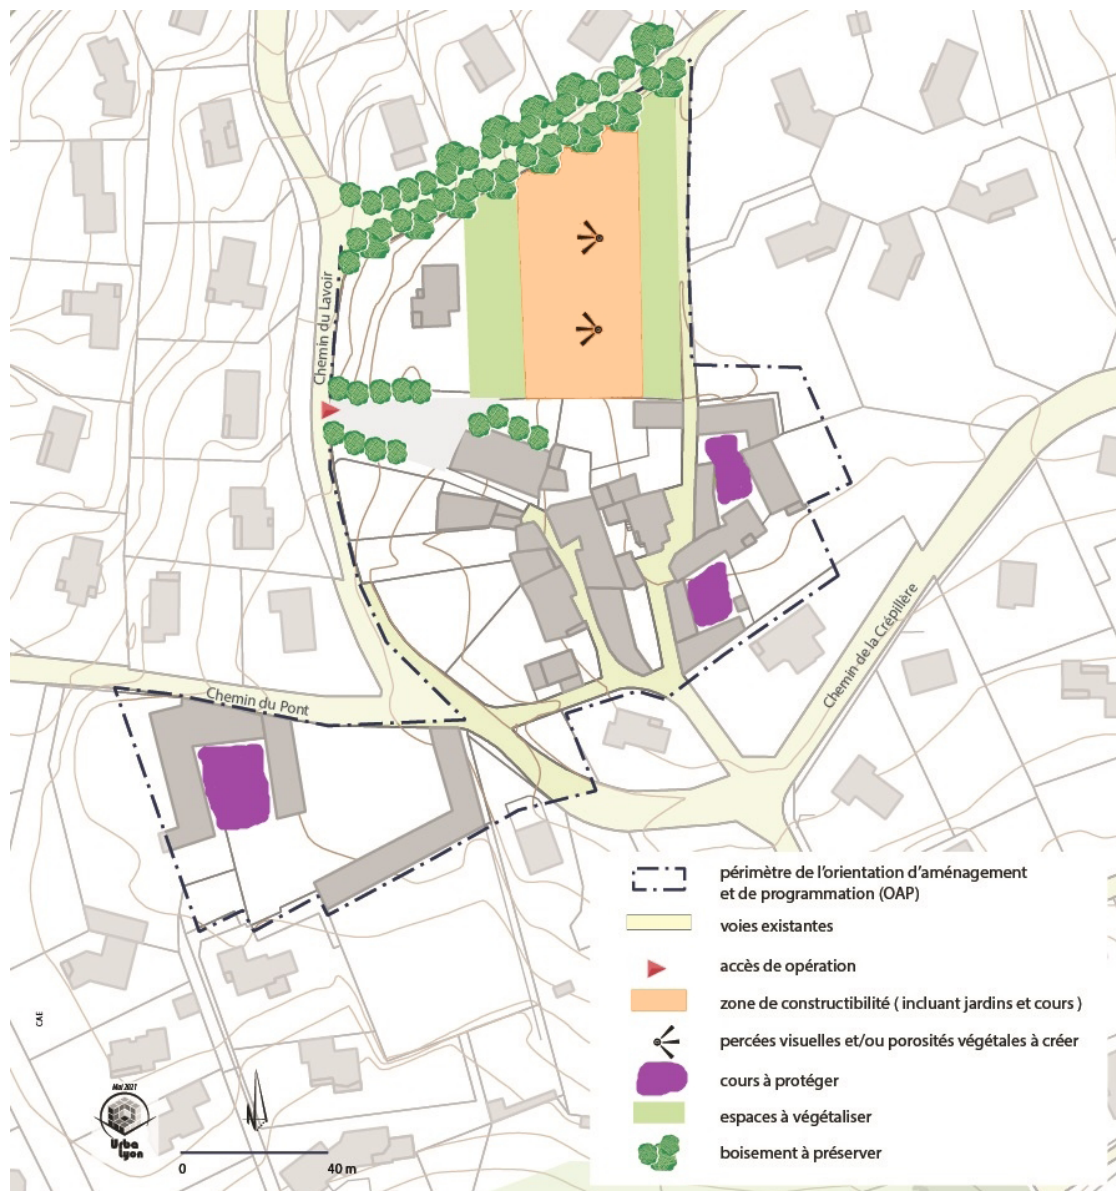 Chemin du Lavoir
Chemin de la Crépillère
Chemin du Pont
périmètre de l'orientation d'aménagement
et de programmation (OAP)
voies existantes
accès de opération
zone de constructibilité ( incluant jardins et cours )
percées visuelles et/ou porosités végétales à créer
cours à protéger
espaces à végétaliser
boisement à préserver
CAE
Mai 2021
Urba
Lyon
N
0 40 m